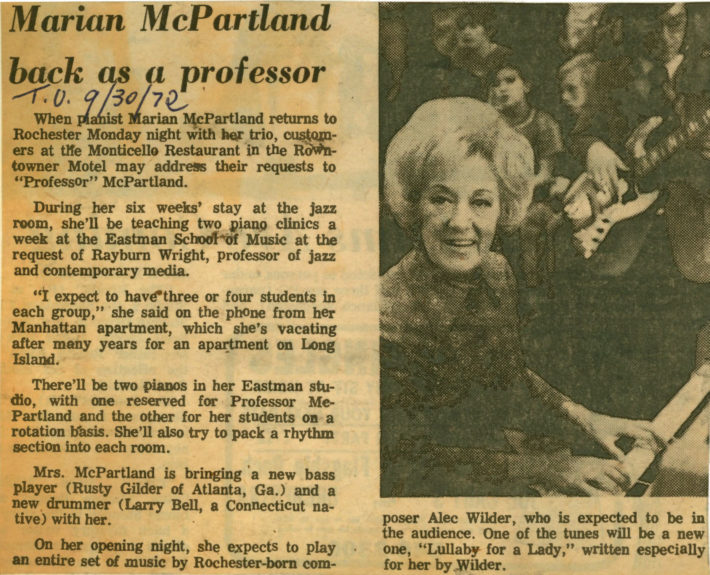 Marian McPartland
back as a professor
T.U. 9/30/72
When pianist Marian McPartland returns to
Rochester Monday night with her trio, custom-
ers at the Monticello Restaurant in the Rown-
towner Motel may address their requests to
"Professor" McPartland.
During her six weeks' stay at the jazz
room, she'll be teaching two piano clinics
a week at the Eastman School of Music at the
request of Rayburn Wright, professor of jazz
and contemporary media.
"I expect to have three or four students in
each group," she said on the phone from her
Manhattan apartment, which she's vacating
after many years for an apartment on Long
Island.
There'll be two pianos in her Eastman stu-
dio, with one reserved for Professor Mc-
Partland and the other for her students on a
rotation basis. She'll also try to pack a rhythm
section into each room.
Mrs. McPartland is bringing a new bass
player (Rusty Gilder of Atlanta, Ga.) and a
new drummer (Larry Bell, a Connecticut na-
tive) with her.
On her opening night, she expects to play
an entire set of music by Rochester-born com-
poser Alec Wilder, who is expected to be in
the audience. One of the tunes will be a new
one, "Lullaby for a Lady," written especially
for her by Wilder.